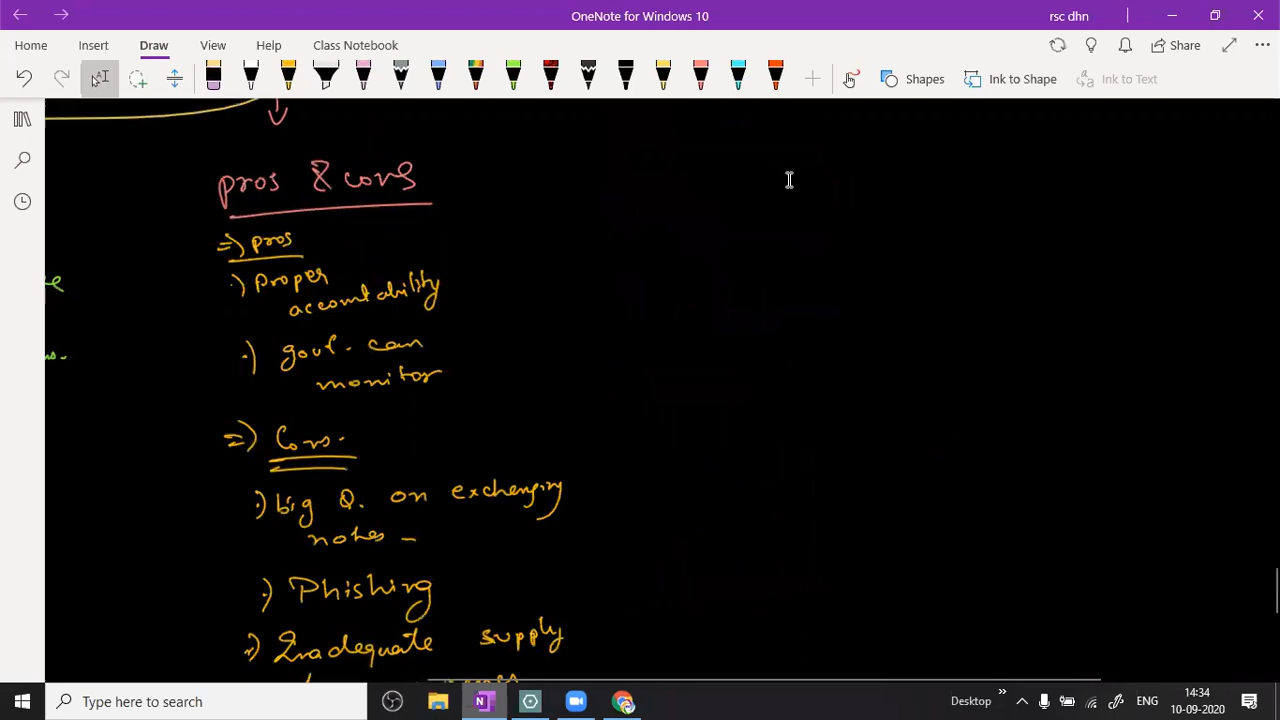 OneNote for Windows 10
rsc dhn
Home Insert Draw View Help Class Notebook Share
Shapes Ink to Shape Ink to Text
pros & cons
=) pros
.) Proper
accountability
.) govt. can
monitor
=) Cons.
.) big Q. on exchanging
notes -
.) Phishing
.) Inadequate supply
Type here to search
Desktop
ENG
14:34
10-09-2020